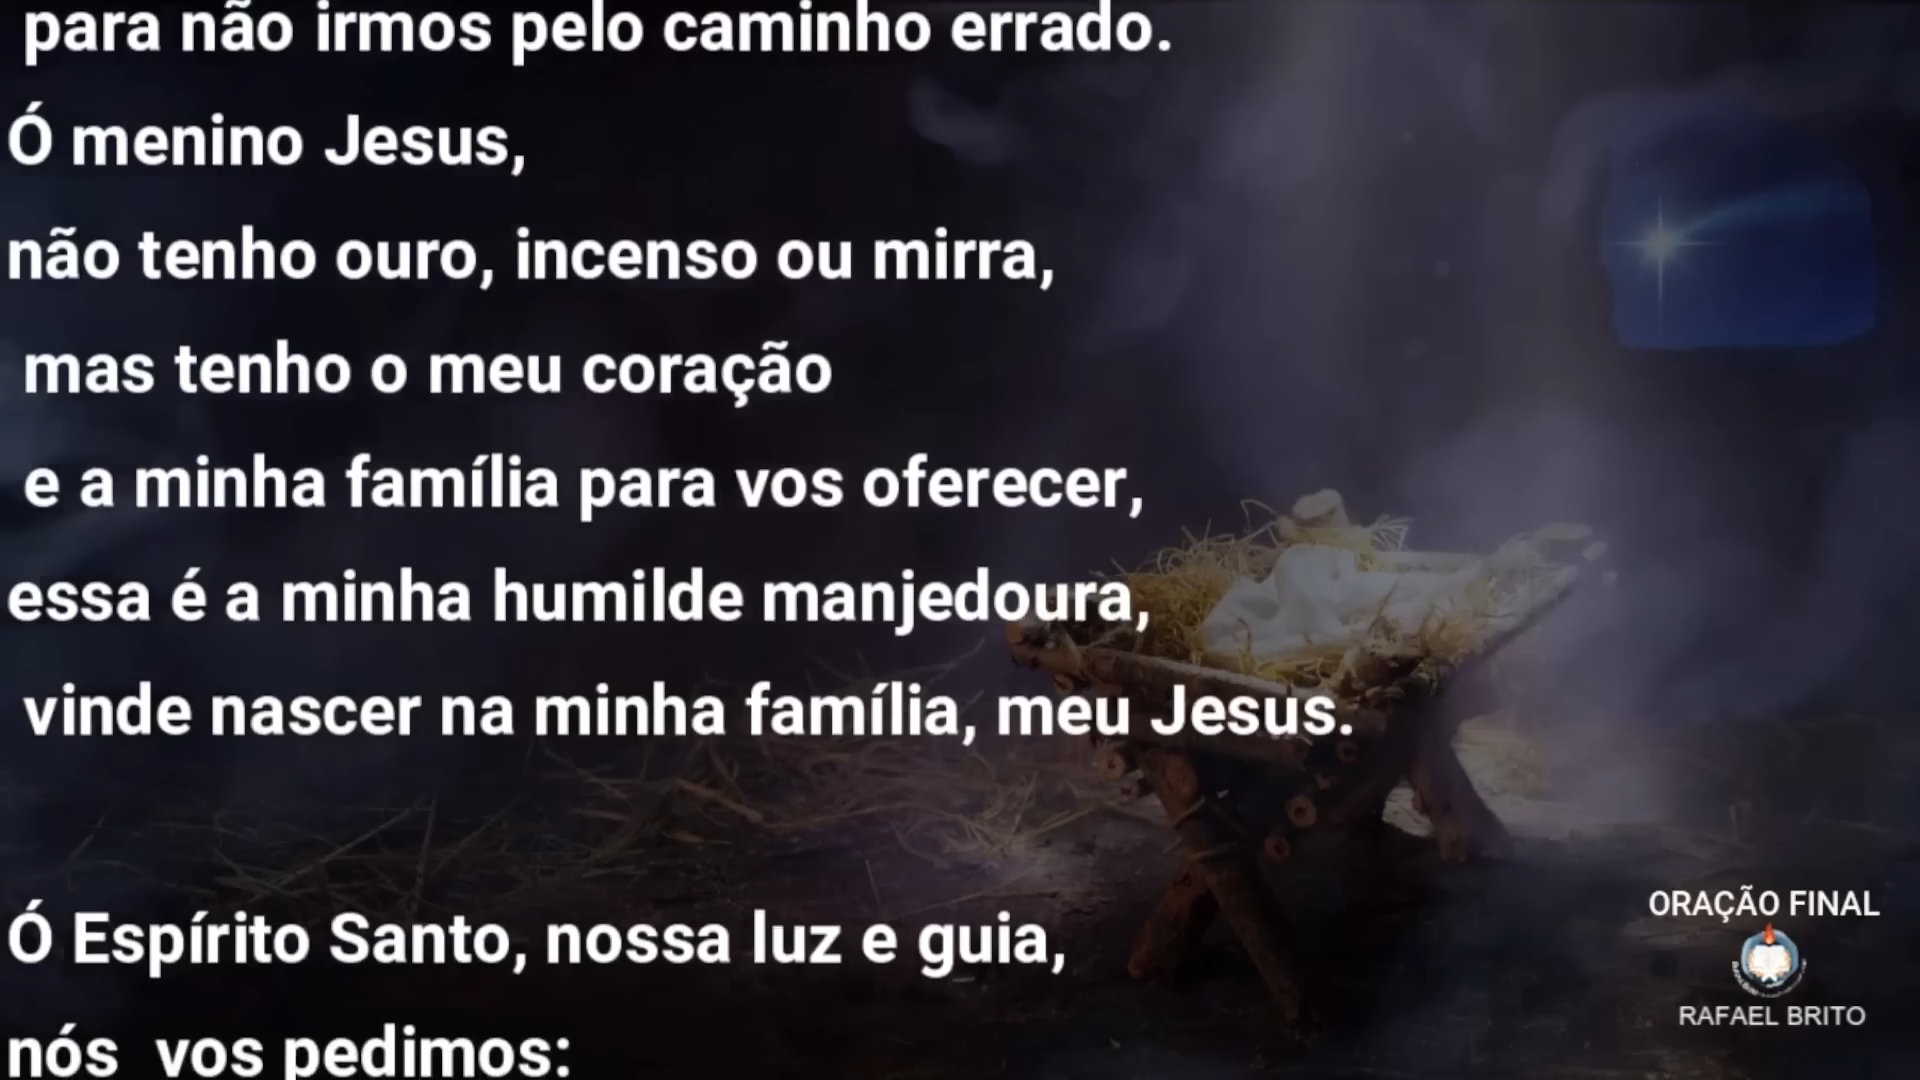 para não irmos pelo caminho errado.
Ó menino Jesus,
não tenho ouro, incenso ou mirra,
mas tenho o meu coração
e a minha família para vos oferecer,
essa é a minha humilde manjedoura,
vinde nascer na minha família, meu Jesus.
Ó Espírito Santo, nossa luz e guia,
nós  vos pedimos:
ORAÇÃO FINAL
RAFAEL BRITO